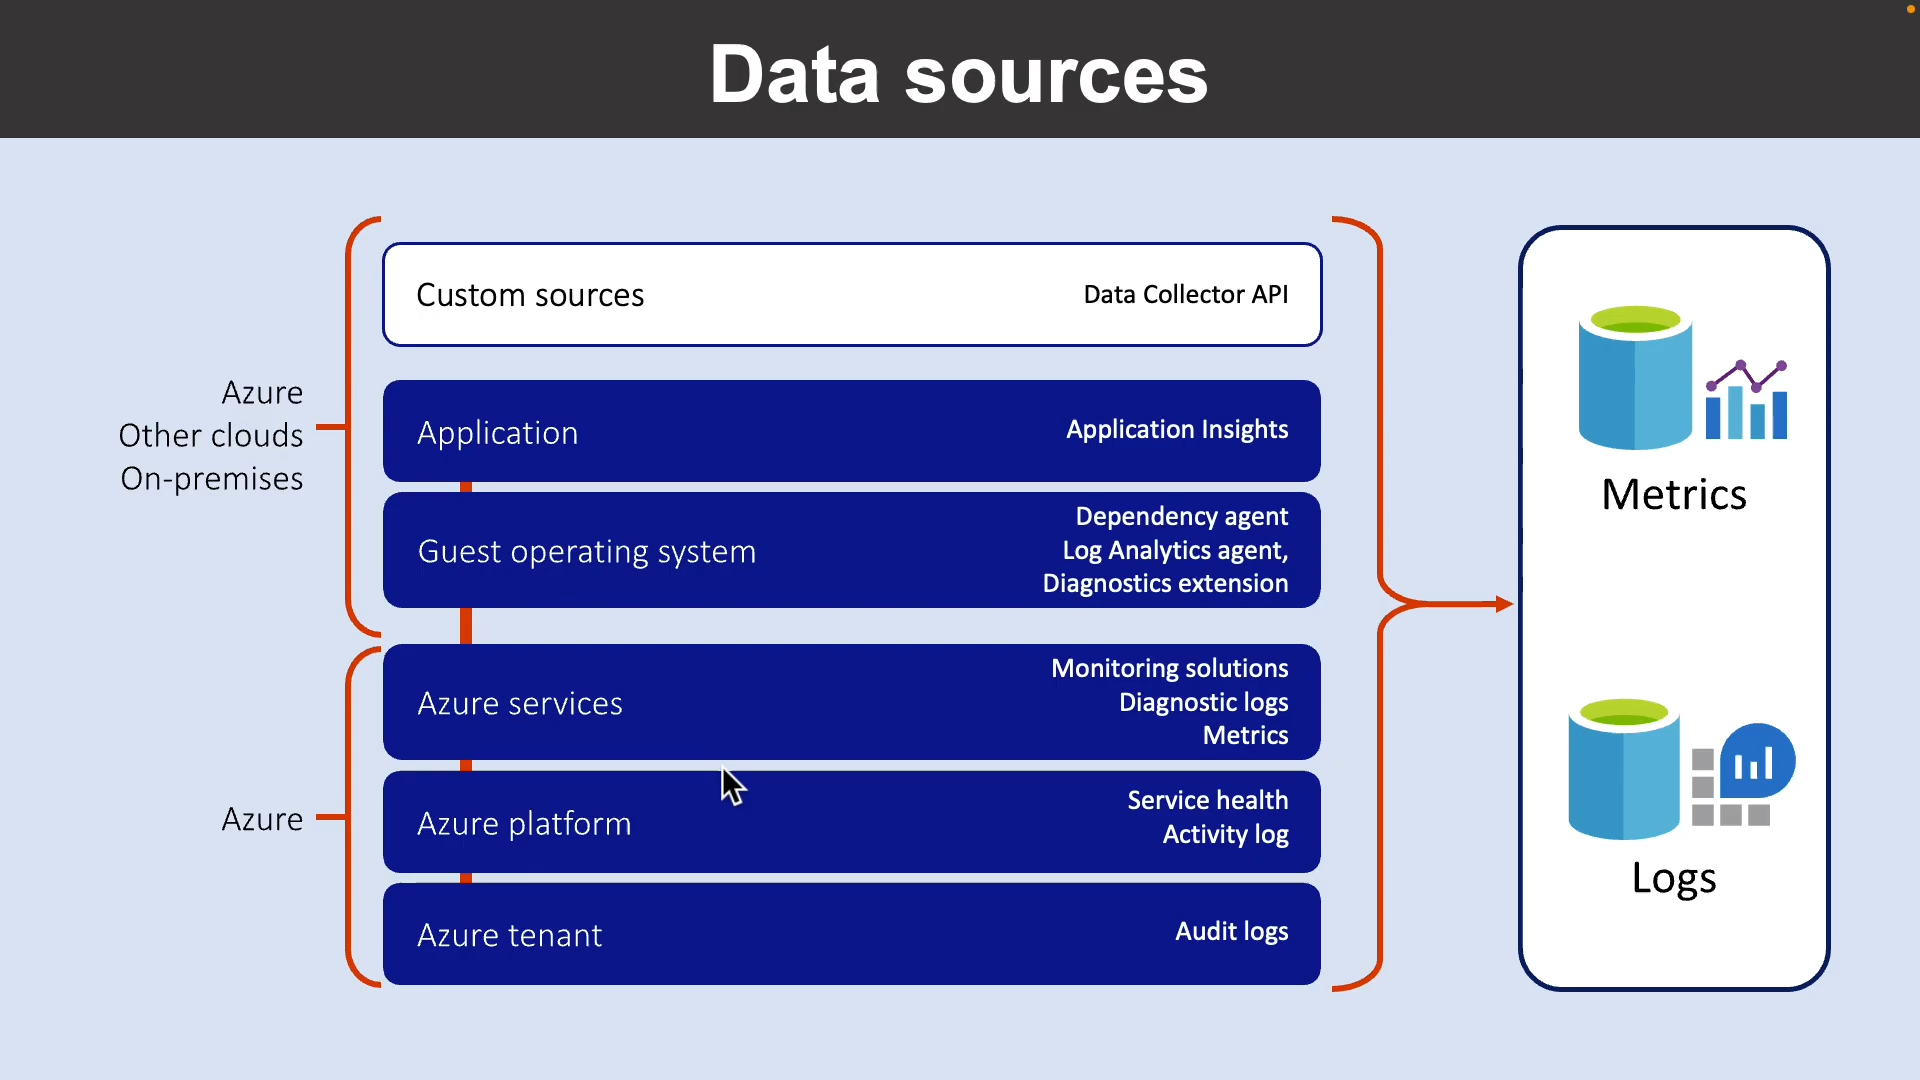 Data sources
Azure
Other clouds
On-premises
Custom sources
Data Collector API
Application
Application Insights
Guest operating system
Dependency agent
Log Analytics agent,
Diagnostics extension
Azure
Azure services
Monitoring solutions
Diagnostic logs
Metrics
Azure platform
Service health
Activity log
Azure tenant
Audit logs
Metrics
Logs